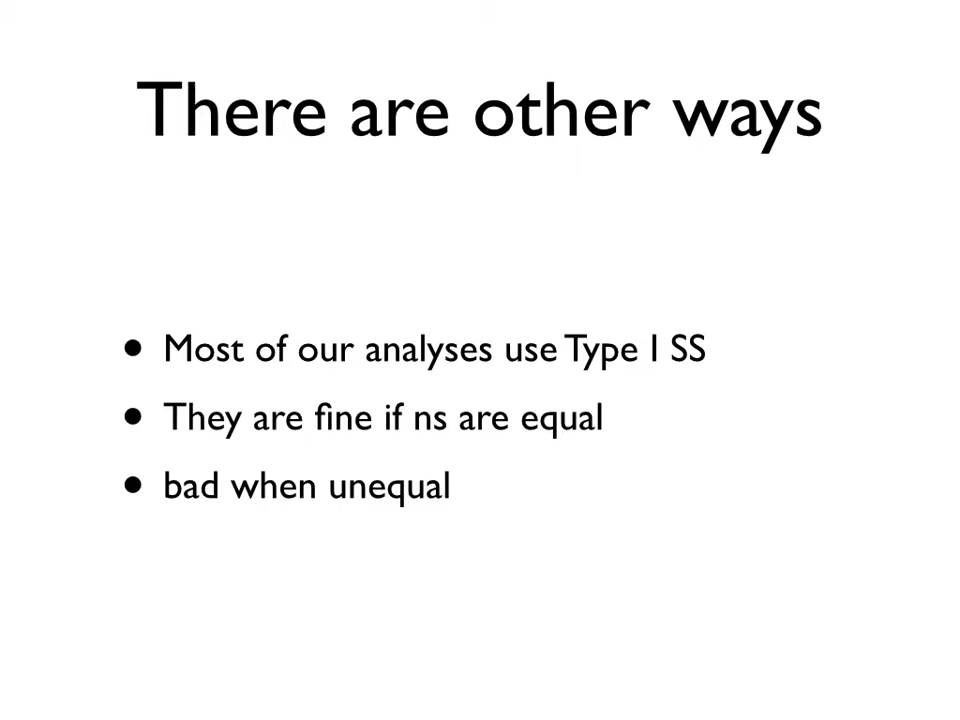 There are other ways
• Most of our analyses use Type I SS
• They are fine if ns are equal
• bad when unequal